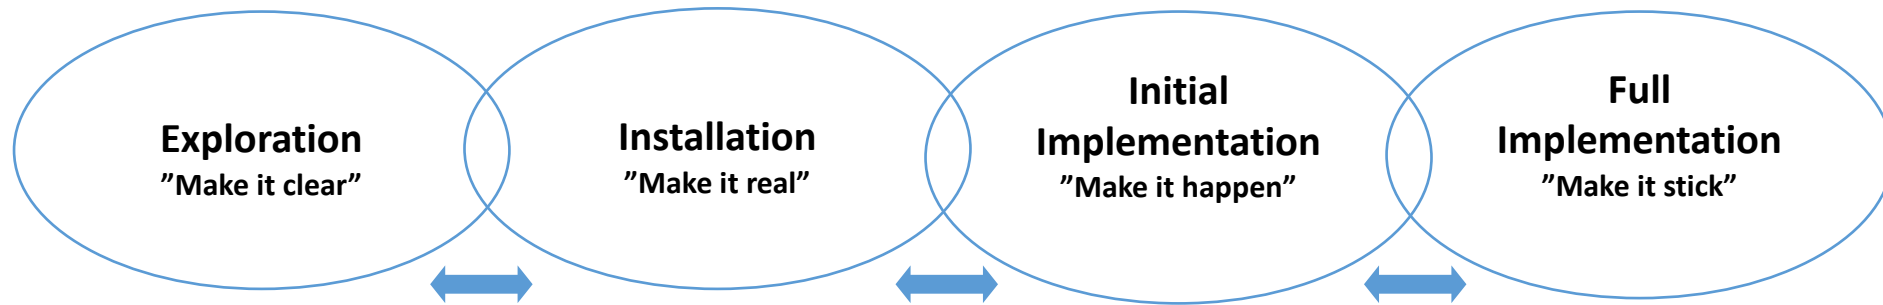 Exploration
”Make it clear”
Installation
”Make it real”
Initial
Implementation
”Make it happen”
Full
Implementation
”Make it stick”